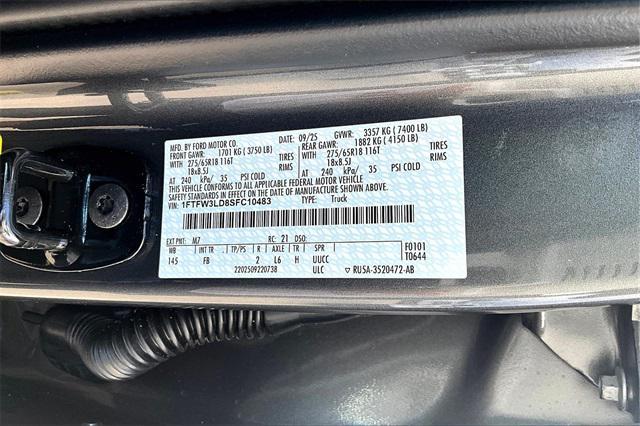 MFD. BY FORD MOTOR CO. DATE: 09/25 GVWR: 3357 KG ( 7400 LB)
FRONT GAWR: 1701 KG ( 3750 LB) REAR GAWR: 1882 KG ( 4150 LB)
WITH 275/65R18 116T TIRES WITH 275/65R18 116T TIRES
18x8.5J RIMS 18x8.5J RIMS
AT 240 kPa/ 35 PSI COLD AT 240 kPa/ 35 PSI COLD
THIS VEHICLE CONFORMS TO ALL APPLICABLE FEDERAL MOTOR VEHICLE
SAFETY STANDARDS IN EFFECT ON THE DATE OF MANUFACTURE SHOWN ABOVE.
VIN: 1FTFW3LD8SFC10483 TYPE: Truck
EXT PNT: M7 RC: 21 DSO:
WB INT TR TP/PS R AXLE TR SPR F0101
145 FB 2 L6 H UUCC T0644
2202509220738 ULC ▼ RU5A-3520472-AB